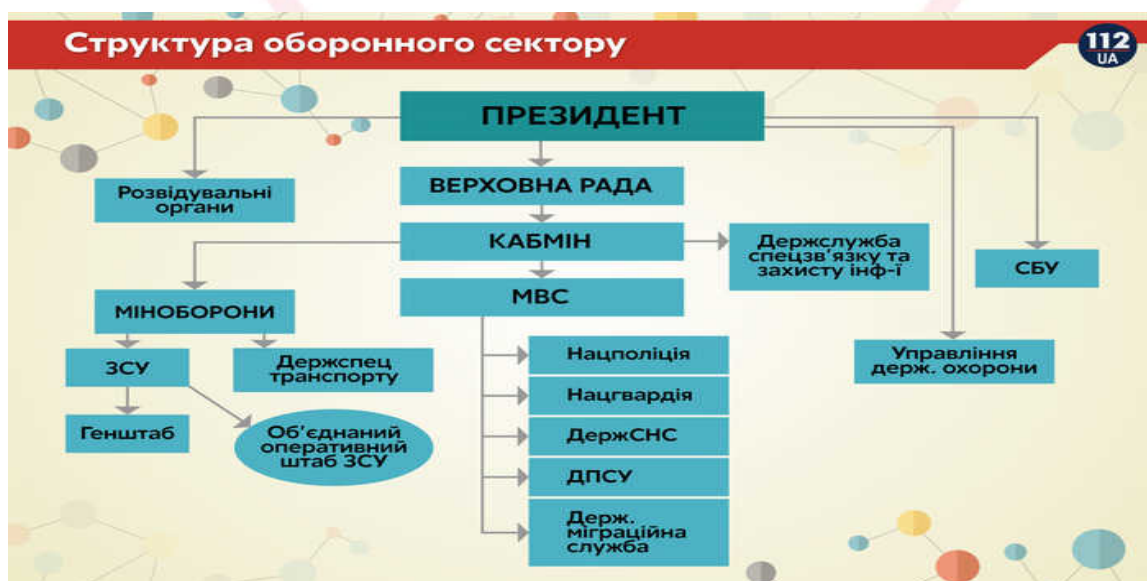 Структура оборонного сектору
112
UA
ПРЕЗИДЕНТ
Розвідувальні
органи
ВЕРХОВНА РАДА
КАБМІН
Держслужба
спецзв'язку та
захисту інф-ї
СБУ
МІНОБОРОНИ
МВС
ЗСУ
Держспец
транспорту
Нацполіція
Управління
держ. охорони
Нацгвардія
Генштаб
Об'єднаний
оперативний
штаб ЗСУ
ДержСНС
ДПСУ
Держ.
міграційна
служба